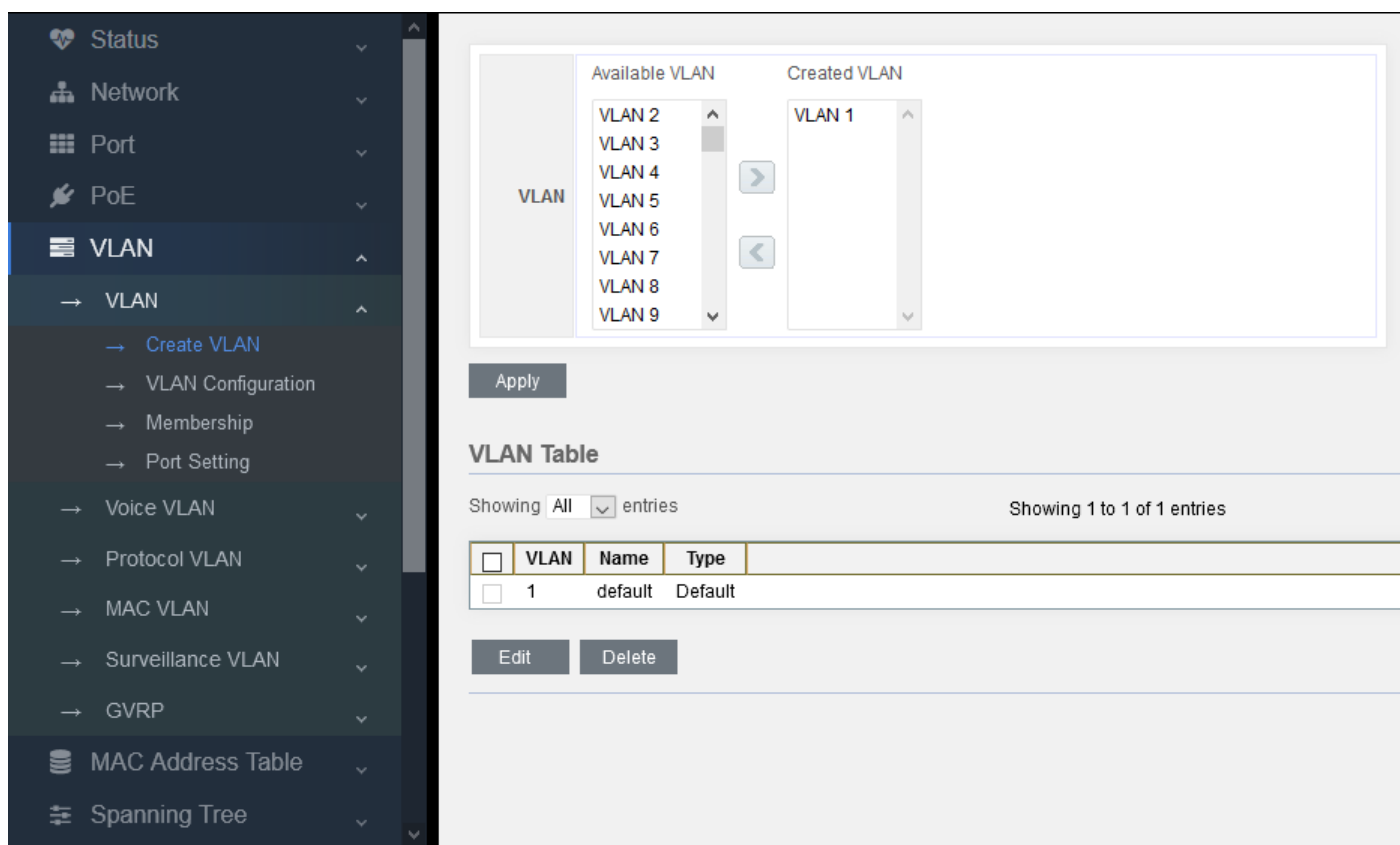 Status
Network
Port
PoE
VLAN
VLAN
Create VLAN
VLAN Configuration
Membership
Port Setting
Voice VLAN
Protocol VLAN
MAC VLAN
Surveillance VLAN
GVRP
MAC Address Table
Spanning Tree
VLAN
Available VLAN
VLAN 2
VLAN 3
VLAN 4
VLAN 5
VLAN 6
VLAN 7
VLAN 8
VLAN 9
Created VLAN
VLAN 1
Apply
VLAN Table
Showing All entries
Showing 1 to 1 of 1 entries
VLAN Name Type
1 default Default
Edit Delete